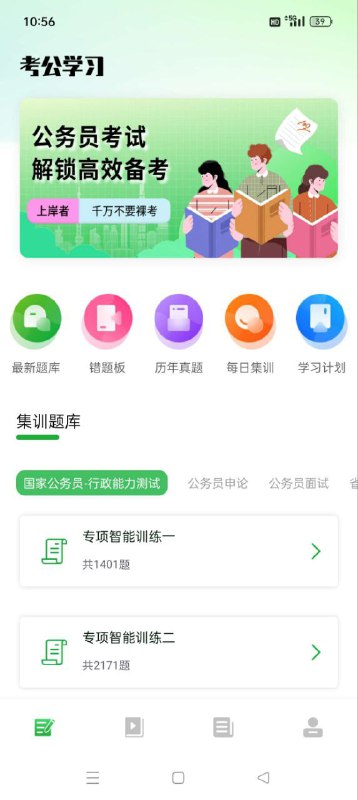 10:56
HD 5G 39
考公学习
公务员考试
解锁高效备考
上岸者 千万不要裸考
最新题库 错题板 历年真题 每日集训 学习计划
集训题库
国家公务员-行政能力测试 公务员申论 公务员面试
专项智能训练一
共1401题
专项智能训练二
共2171题